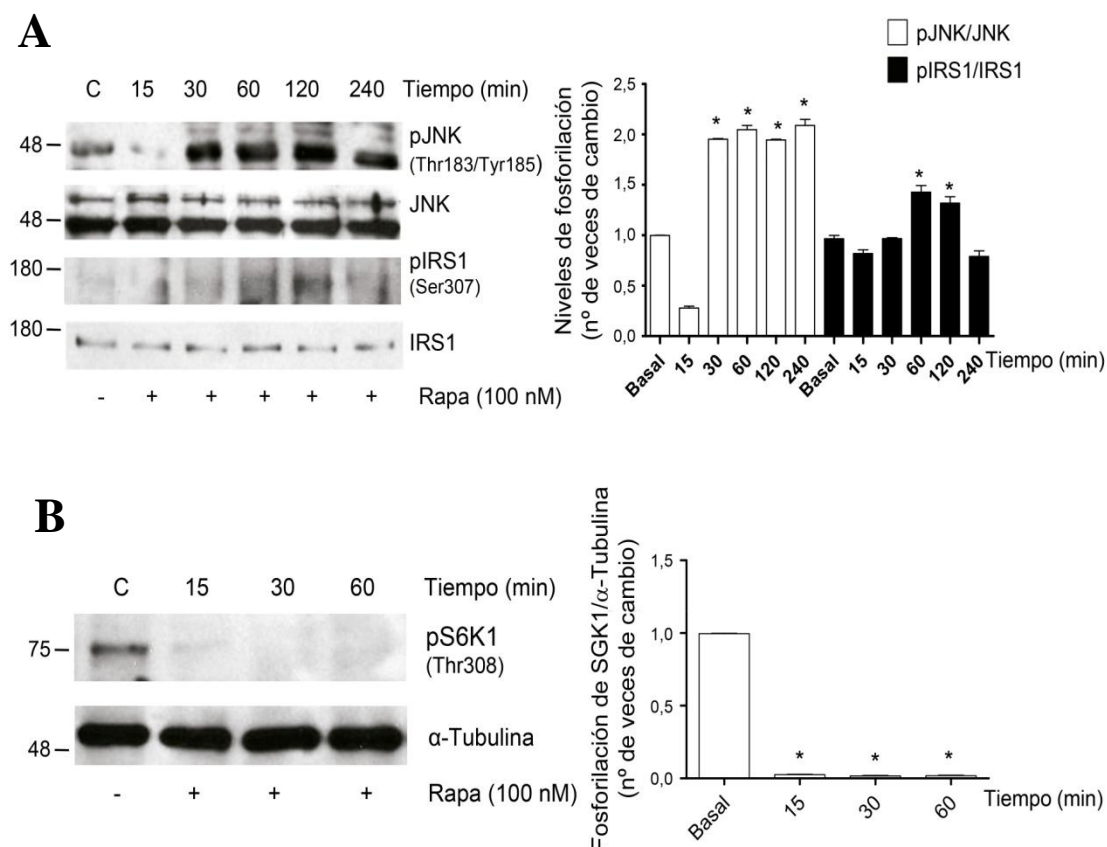 A
C 15 30 60 120 240 Tiempo (min)
48
pJNK
(Thr183/Tyr185)
JNK
48
180
pIRS1
(Ser307)
180
IRS1
- + + + + + Rapa (100 nM)
pJNK/JNK
pIRS1/IRS1
Niveles de fosforilación
(nº de veces de cambio)
2,5
2.0
1.5
1,0
0.5
0,0
* * * * * *
Basal 15 30 60 120 240 Basal 15 30 60 120 240 Tiempo (min)
B
C 15 30 60 Tiempo (min)
75
pS6K1
(Thr308)
48
α-Tubulina
- + + + Rapa (100 nM)
Fosforilación de SGK1/α-Tubulina
(nº de veces de cambio)
1,5
1,0
0,5
0,0
* * *
Basal 15 30 60 Tiempo (min)